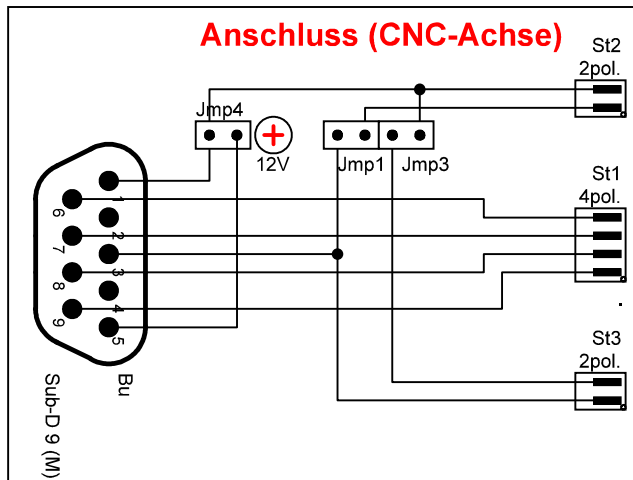 Anschluss (CNC-Achse)
St2
2pol.
Jmp4
12V
Jmp1
Jmp3
St1
4pol.
1
6
2
7
3
8
4
9
5
St3
2pol.
Bu
Sub-D 9 (M)